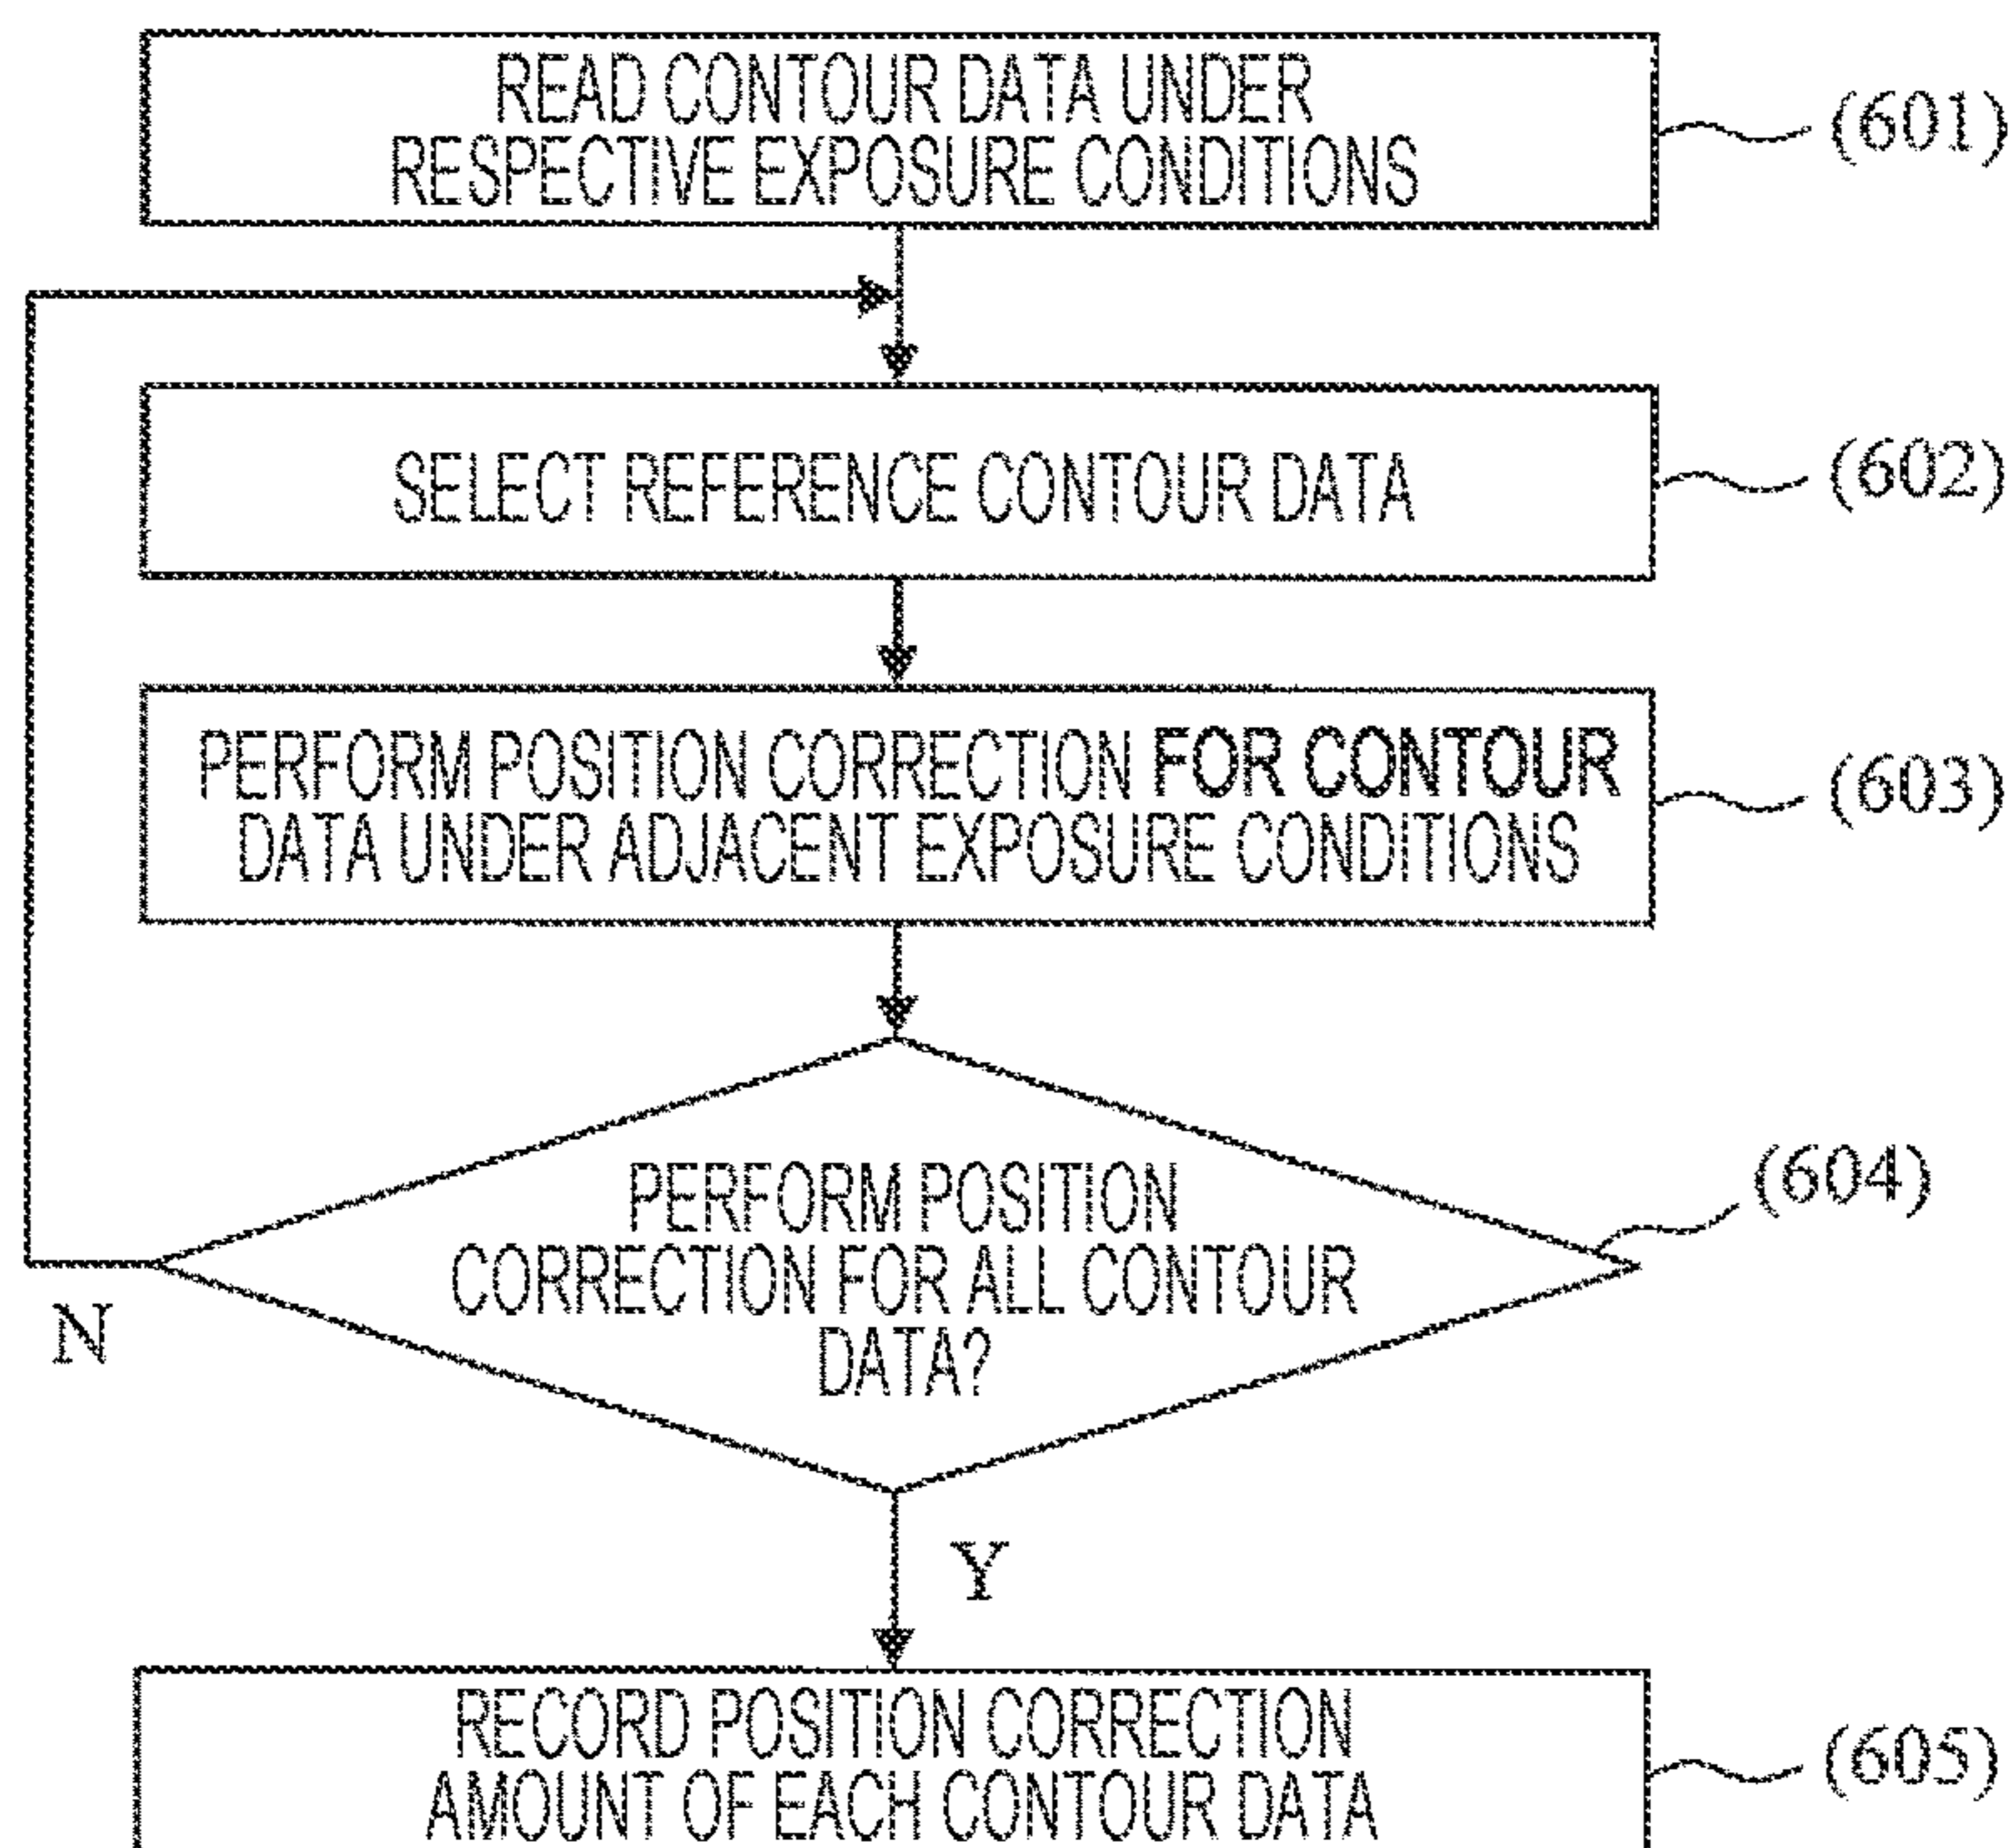 READ CONTOUR DATA UNDER
RESPECTIVE EXPOSURE CONDITIONS
(601)
SELECT REFERENCE CONTOUR DATA
(602)
PERFORM POSITION CORRECTION FOR CONTOUR
DATA UNDER ADJACENT EXPOSURE CONDITIONS
(603)
PERFORM POSITION
CORRECTION FOR ALL CONTOUR
DATA?
(604)
N
Y
RECORD POSITION CORRECTION
AMOUNT OF EACH CONTOUR DATA
(605)